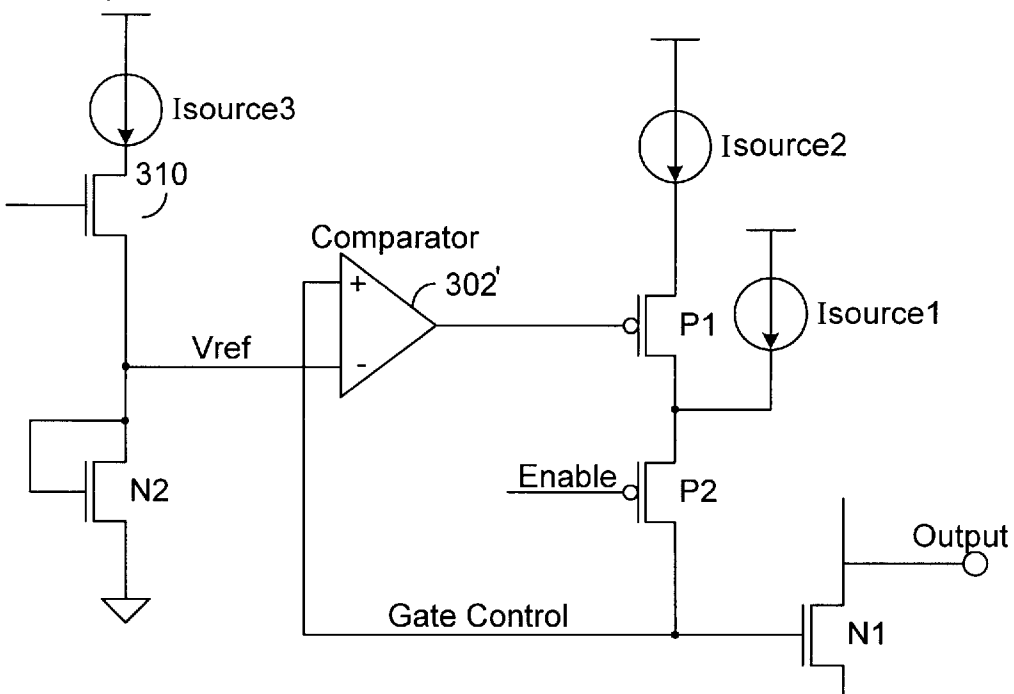 Isource3
310
Isource2
Comparator
302'
+
P1
Isource1
Vref
-
Enable
P2
N2
Output
Gate Control
N1